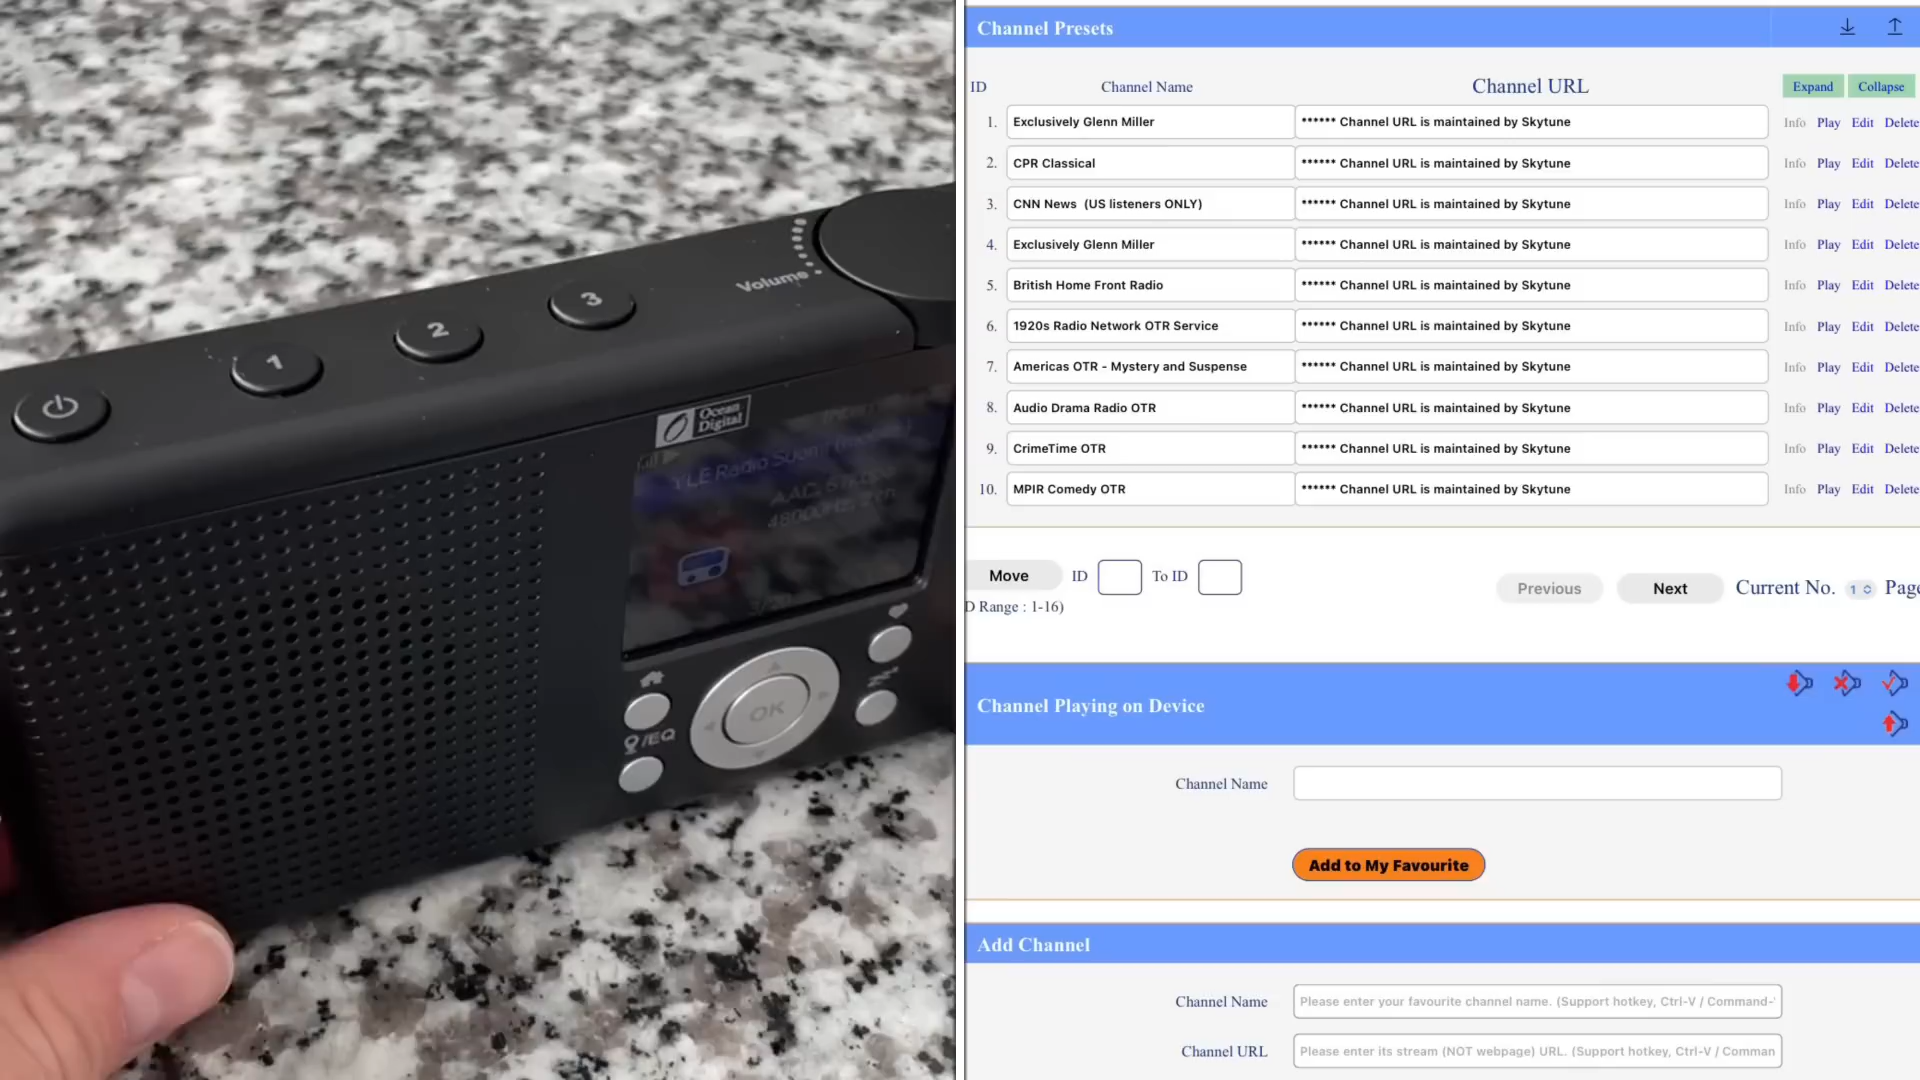 1
2
3
Volume
Ocean
Digital
YLE Radio Suomi
48000Hz,
OK
/EQ
Channel Presets
ID Channel Name Channel URL Expand Collapse
1. Exclusively Glenn Miller ****** Channel URL is maintained by Skytune Info Play Edit Delete
2. CPR Classical ****** Channel URL is maintained by Skytune Info Play Edit Delete
3. CNN News (US listeners ONLY) ****** Channel URL is maintained by Skytune Info Play Edit Delete
4. Exclusively Glenn Miller ****** Channel URL is maintained by Skytune Info Play Edit Delete
5. British Home Front Radio ****** Channel URL is maintained by Skytune Info Play Edit Delete
6. 1920s Radio Network OTR Service ****** Channel URL is maintained by Skytune Info Play Edit Delete
7. Americas OTR - Mystery and Suspense ****** Channel URL is maintained by Skytune Info Play Edit Delete
8. Audio Drama Radio OTR ****** Channel URL is maintained by Skytune Info Play Edit Delete
9. CrimeTime OTR ****** Channel URL is maintained by Skytune Info Play Edit Delete
10. MPIR Comedy OTR ****** Channel URL is maintained by Skytune Info Play Edit Delete
Move ID To ID Previous Next Current No. 1 Page
D Range : 1-16)
Channel Playing on Device
Channel Name
Add to My Favourite
Add Channel
Channel Name Please enter your favourite channel name. (Support hotkey, Ctrl-V / Command-
Channel URL Please enter its stream (NOT webpage) URL. (Support hotkey, Ctrl-V / Comman